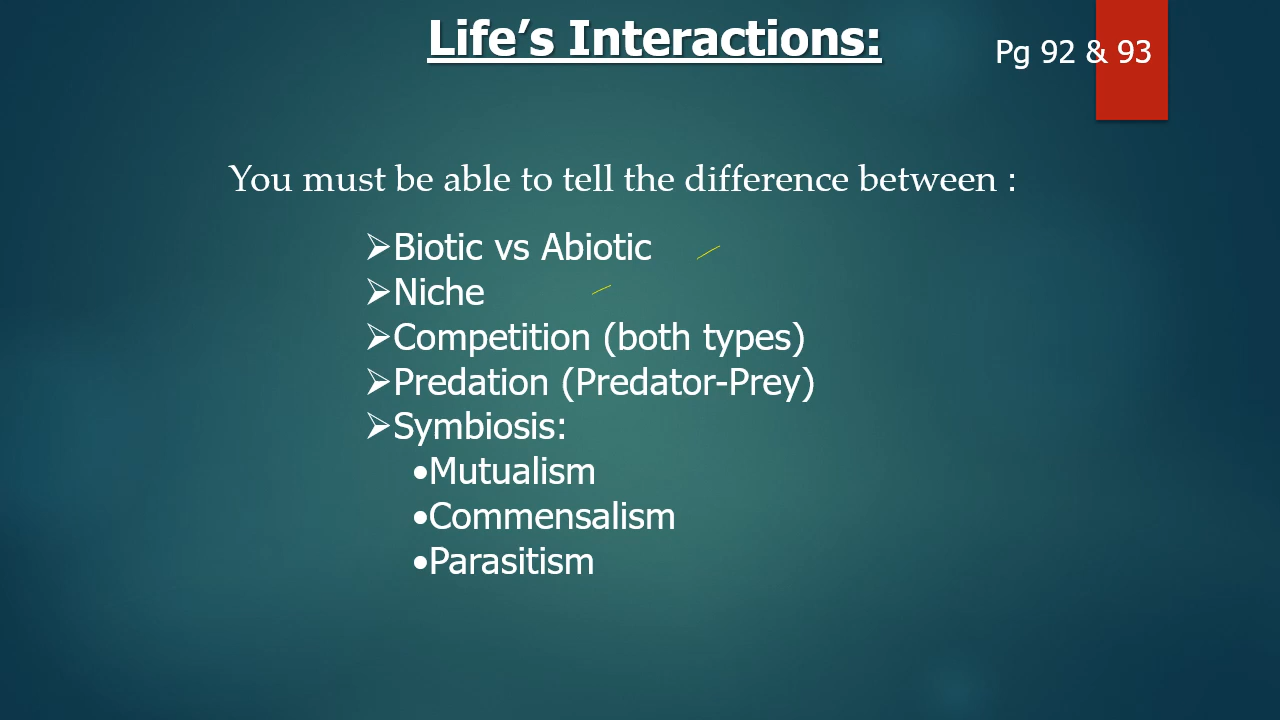 Life’s Interactions:
Pg 92 & 93
You must be able to tell the difference between :
➢Biotic vs Abiotic
➢Niche
➢Competition (both types)
➢Predation (Predator-Prey)
➢Symbiosis:
•Mutualism
•Commensalism
•Parasitism